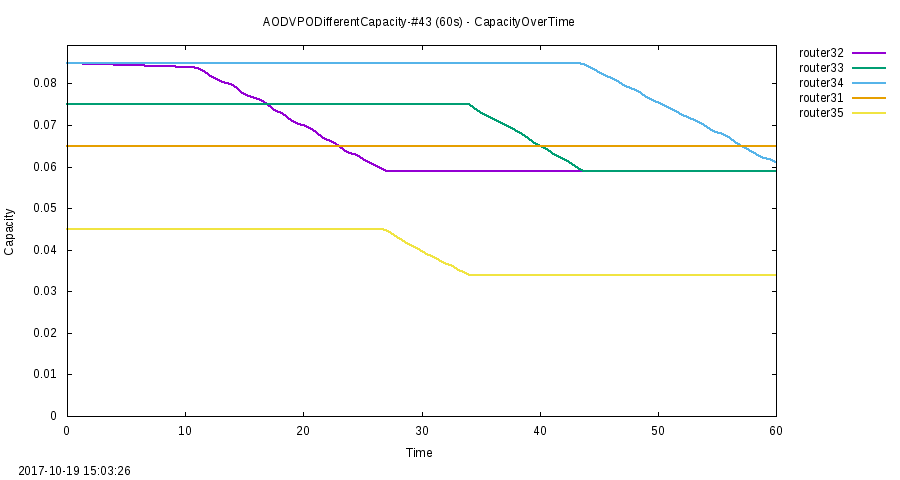 AODVPODifferentCapacity-#43 (60s) - CapacityOverTime
router32
router33
router34
router31
router35
0.08
0.07
0.06
0.05
0.04
0.03
0.02
0.01
0
Capacity
0 10 20 30 40 50 60
Time
2017-10-19 15:03:26